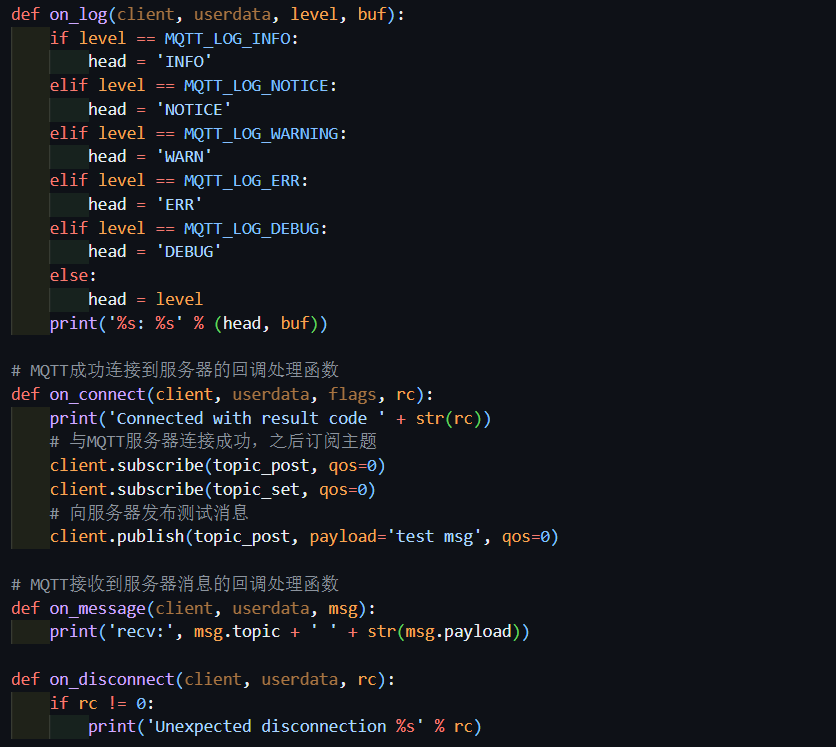 def on_log(client, userdata, level, buf):
    if level == MQTT_LOG_INFO:
        head = 'INFO'
    elif level == MQTT_LOG_NOTICE:
        head = 'NOTICE'
    elif level == MQTT_LOG_WARNING:
        head = 'WARN'
    elif level == MQTT_LOG_ERR:
        head = 'ERR'
    elif level == MQTT_LOG_DEBUG:
        head = 'DEBUG'
    else:
        head = level
    print('%s: %s' % (head, buf))

# MQTT成功连接到服务器的回调处理函数
def on_connect(client, userdata, flags, rc):
    print('Connected with result code ' + str(rc))
    # 与MQTT服务器连接成功，之后订阅主题
    client.subscribe(topic_post, qos=0)
    client.subscribe(topic_set, qos=0)
    # 向服务器发布测试消息
    client.publish(topic_post, payload='test msg', qos=0)

# MQTT接收到服务器消息的回调处理函数
def on_message(client, userdata, msg):
    print('recv:', msg.topic + ' ' + str(msg.payload))

def on_disconnect(client, userdata, rc):
    if rc != 0:
        print('Unexpected disconnection %s' % rc)